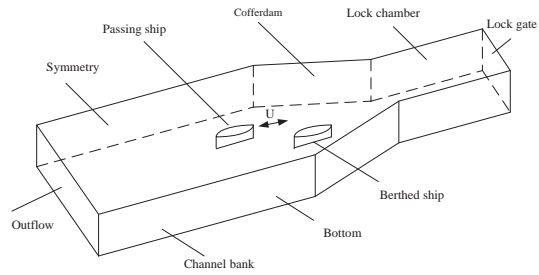 Cofferdam
Lock chamber
Passing ship
Lock gate
Symmetry
U
Berthed ship
Outflow
Bottom
Channel bank